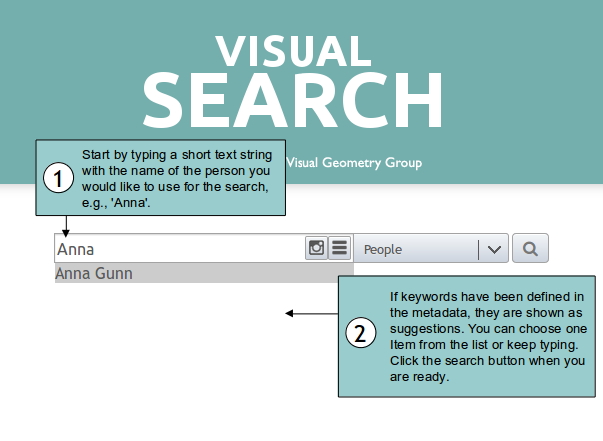 VISUAL
SEARCH
Visual Geometry Group
1
Start by typing a short text string
with the name of the person you
would like to use for the search,
e.g., 'Anna'.
Anna
People
Anna Gunn
2
If keywords have been defined in
the metadata, they are shown as
suggestions. You can choose one
Item from the list or keep typing.
Click the search button when you
are ready.